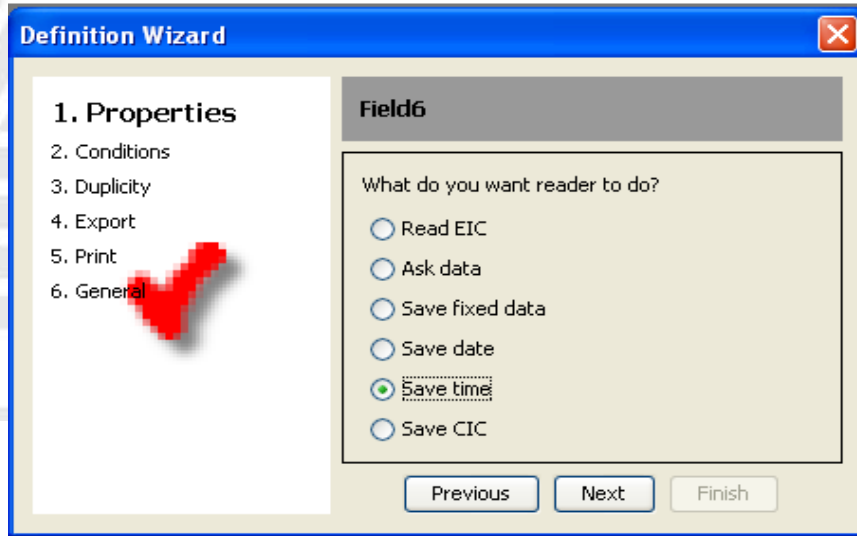 Definition Wizard
1. Properties
2. Conditions
3. Duplicity
4. Export
5. Print
6. General
Field6
What do you want reader to do?
Read EIC
Ask data
Save fixed data
Save date
Save time
Save CIC
Previous
Next
Finish